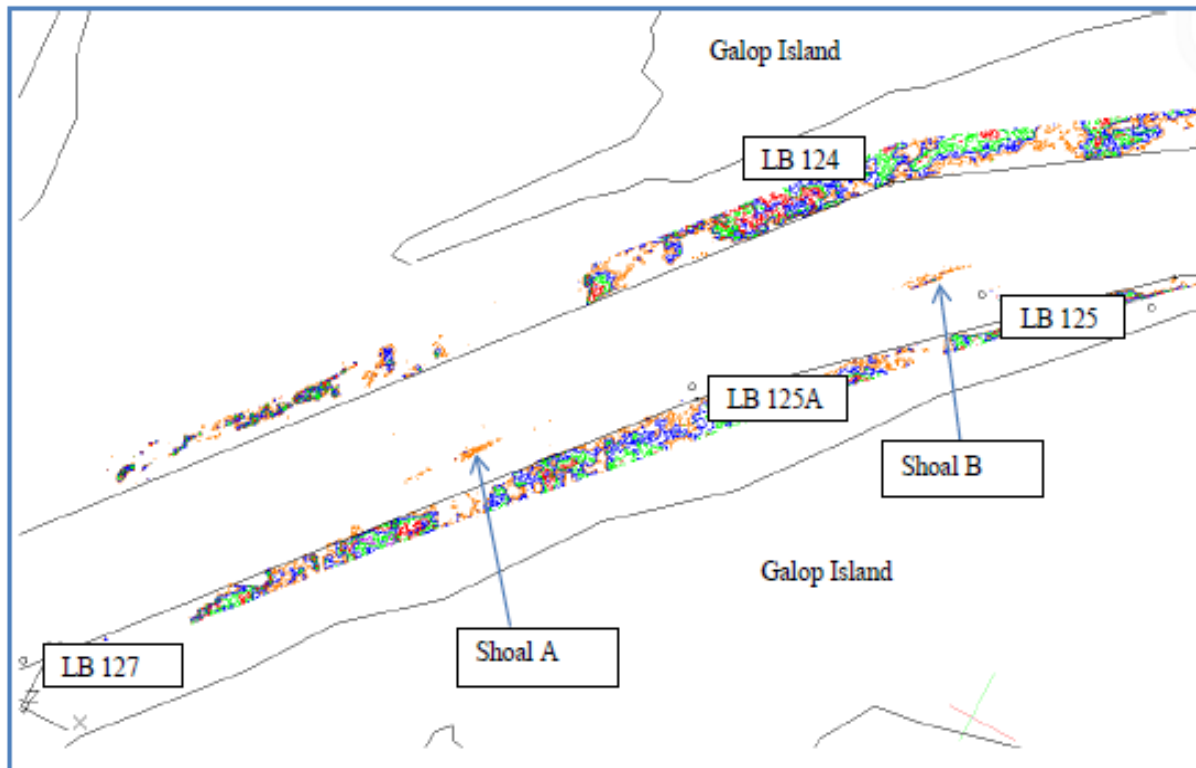 Galop Island
LB 124
LB 125
LB 125A
Shoal B
Galop Island
Shoal A
LB 127
X